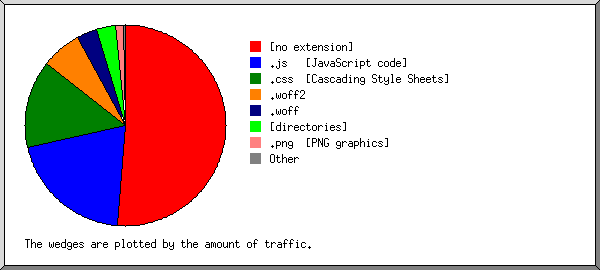 [no extension]
.js [JavaScript code]
.css [Cascading Style Sheets]
.woff2
.woff
[directories]
.png [PNG graphics]
Other
The wedges are plotted by the amount of traffic.